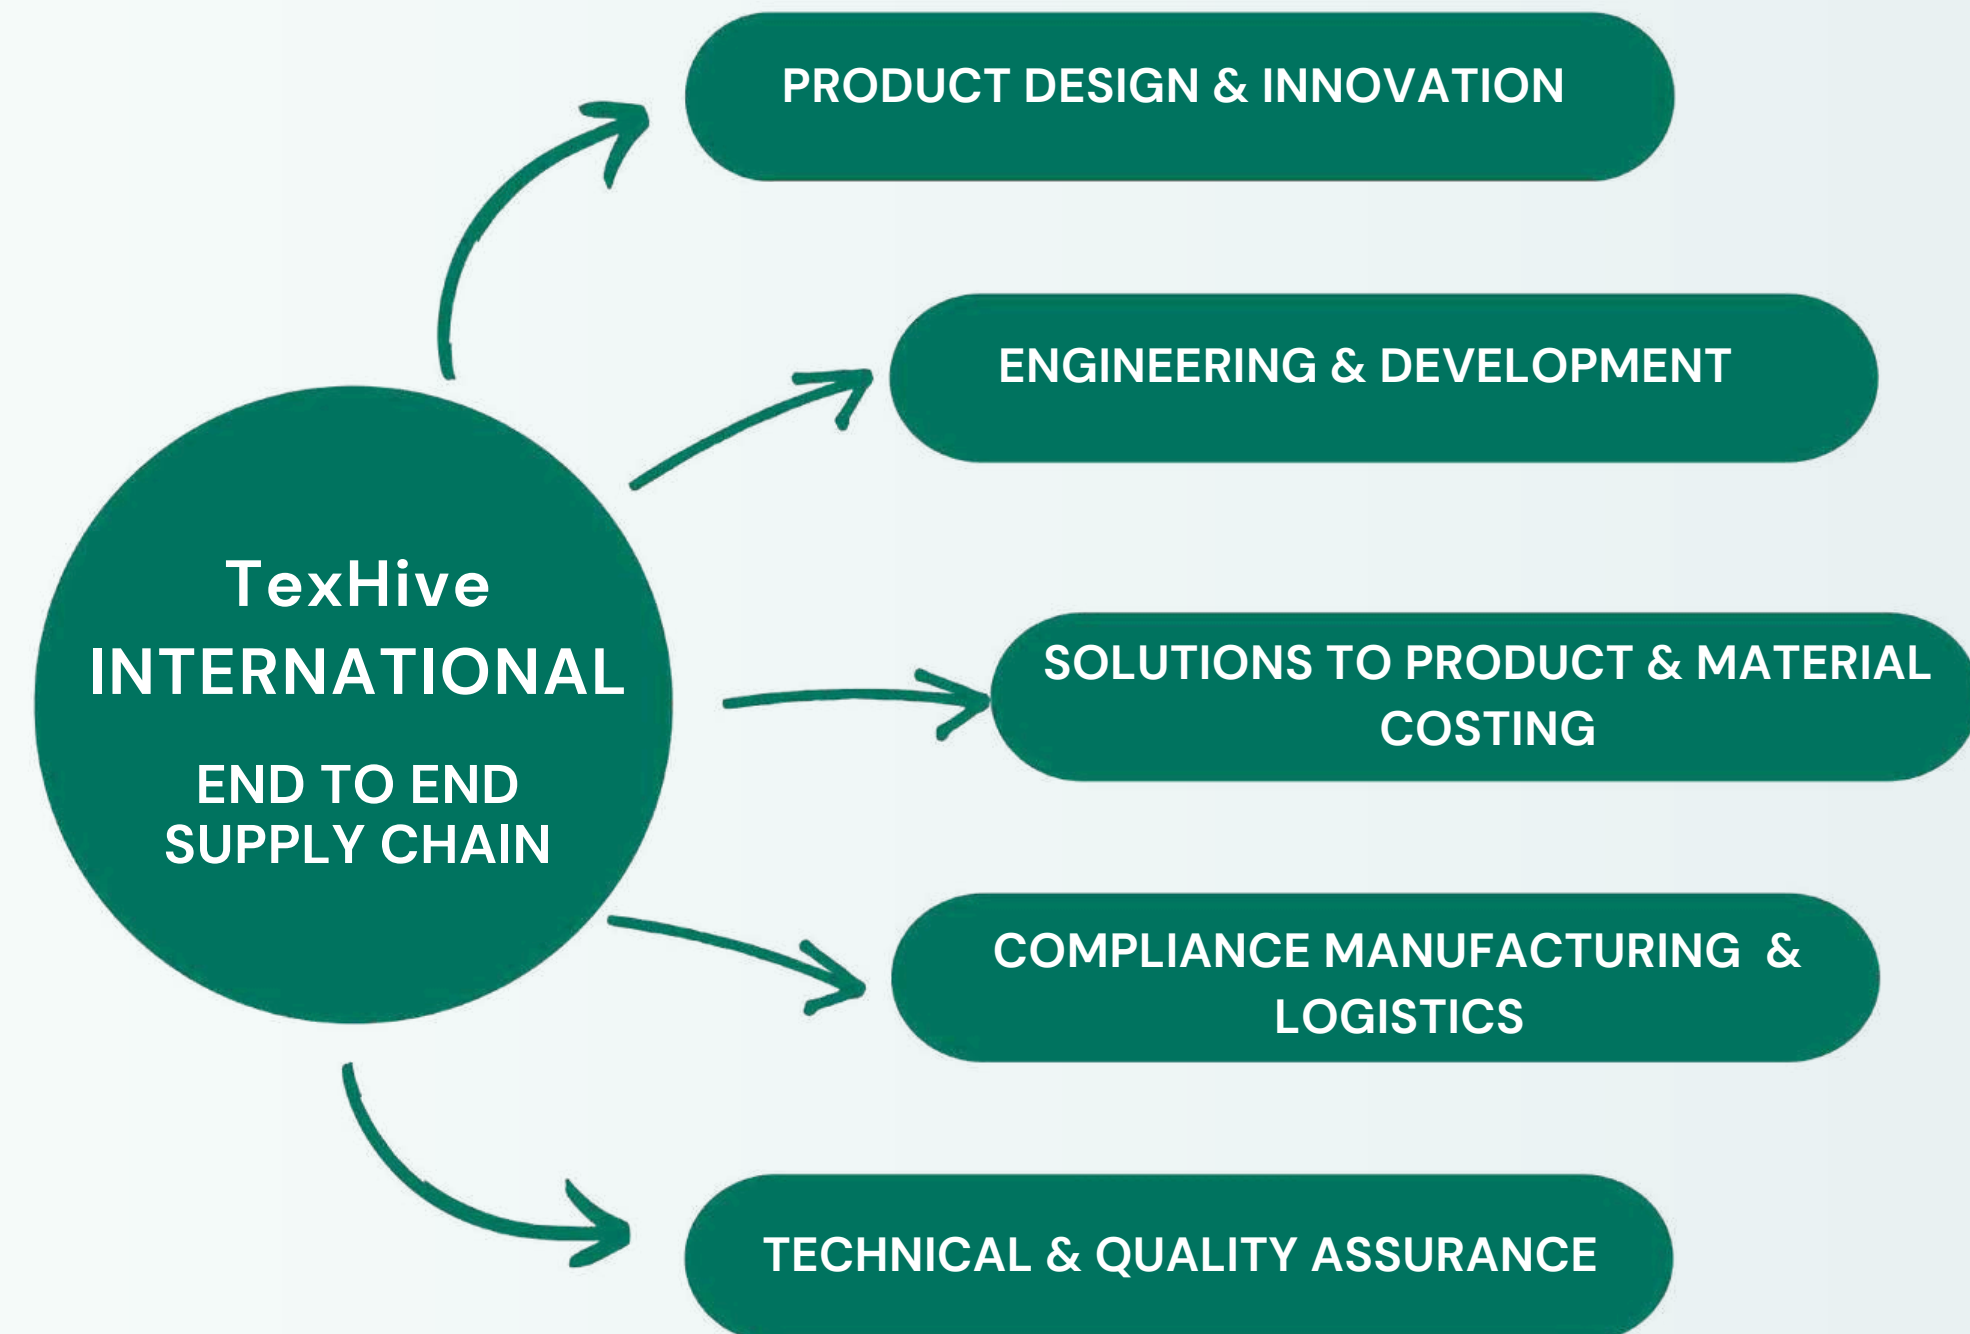 PRODUCT DESIGN & INNOVATION
ENGINEERING & DEVELOPMENT
TexHive
INTERNATIONAL
END TO END
SUPPLY CHAIN
SOLUTIONS TO PRODUCT & MATERIAL
COSTING
COMPLIANCE MANUFACTURING &
LOGISTICS
TECHNICAL & QUALITY ASSURANCE